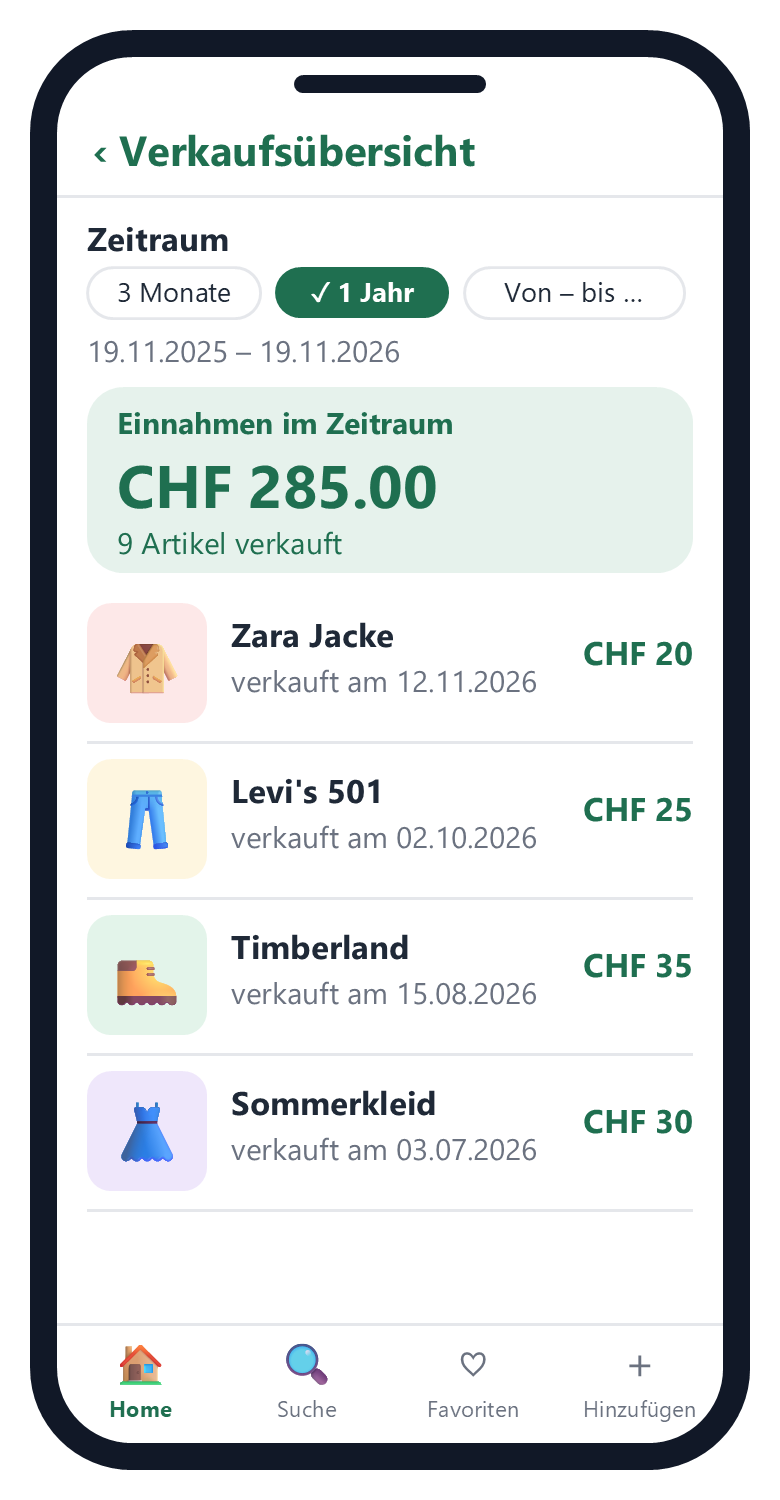 ‹ Verkaufsübersicht
Zeitraum
3 Monate
✓ 1 Jahr
Von – bis ...
19.11.2025 – 19.11.2026
Einnahmen im Zeitraum
CHF 285.00
9 Artikel verkauft
Zara Jacke
verkauft am 12.11.2026
CHF 20
Levi's 501
verkauft am 02.10.2026
CHF 25
Timberland
verkauft am 15.08.2026
CHF 35
Sommerkleid
verkauft am 03.07.2026
CHF 30
Home
Suche
Favoriten
Hinzufügen